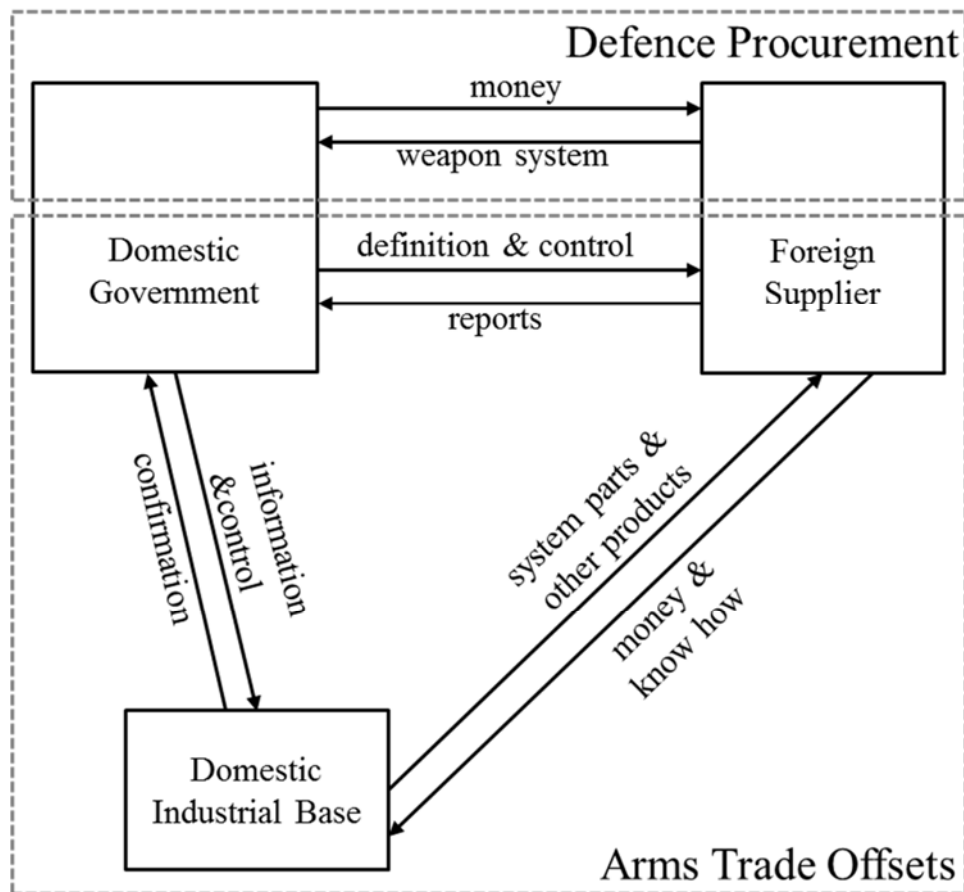 Defence Procurement
money
weapon system
Domestic
Government
definition & control
Foreign
Supplier
reports
confirmation
information
&control
system parts &
other products
money &
know how
Domestic
Industrial Base
Arms Trade Offsets